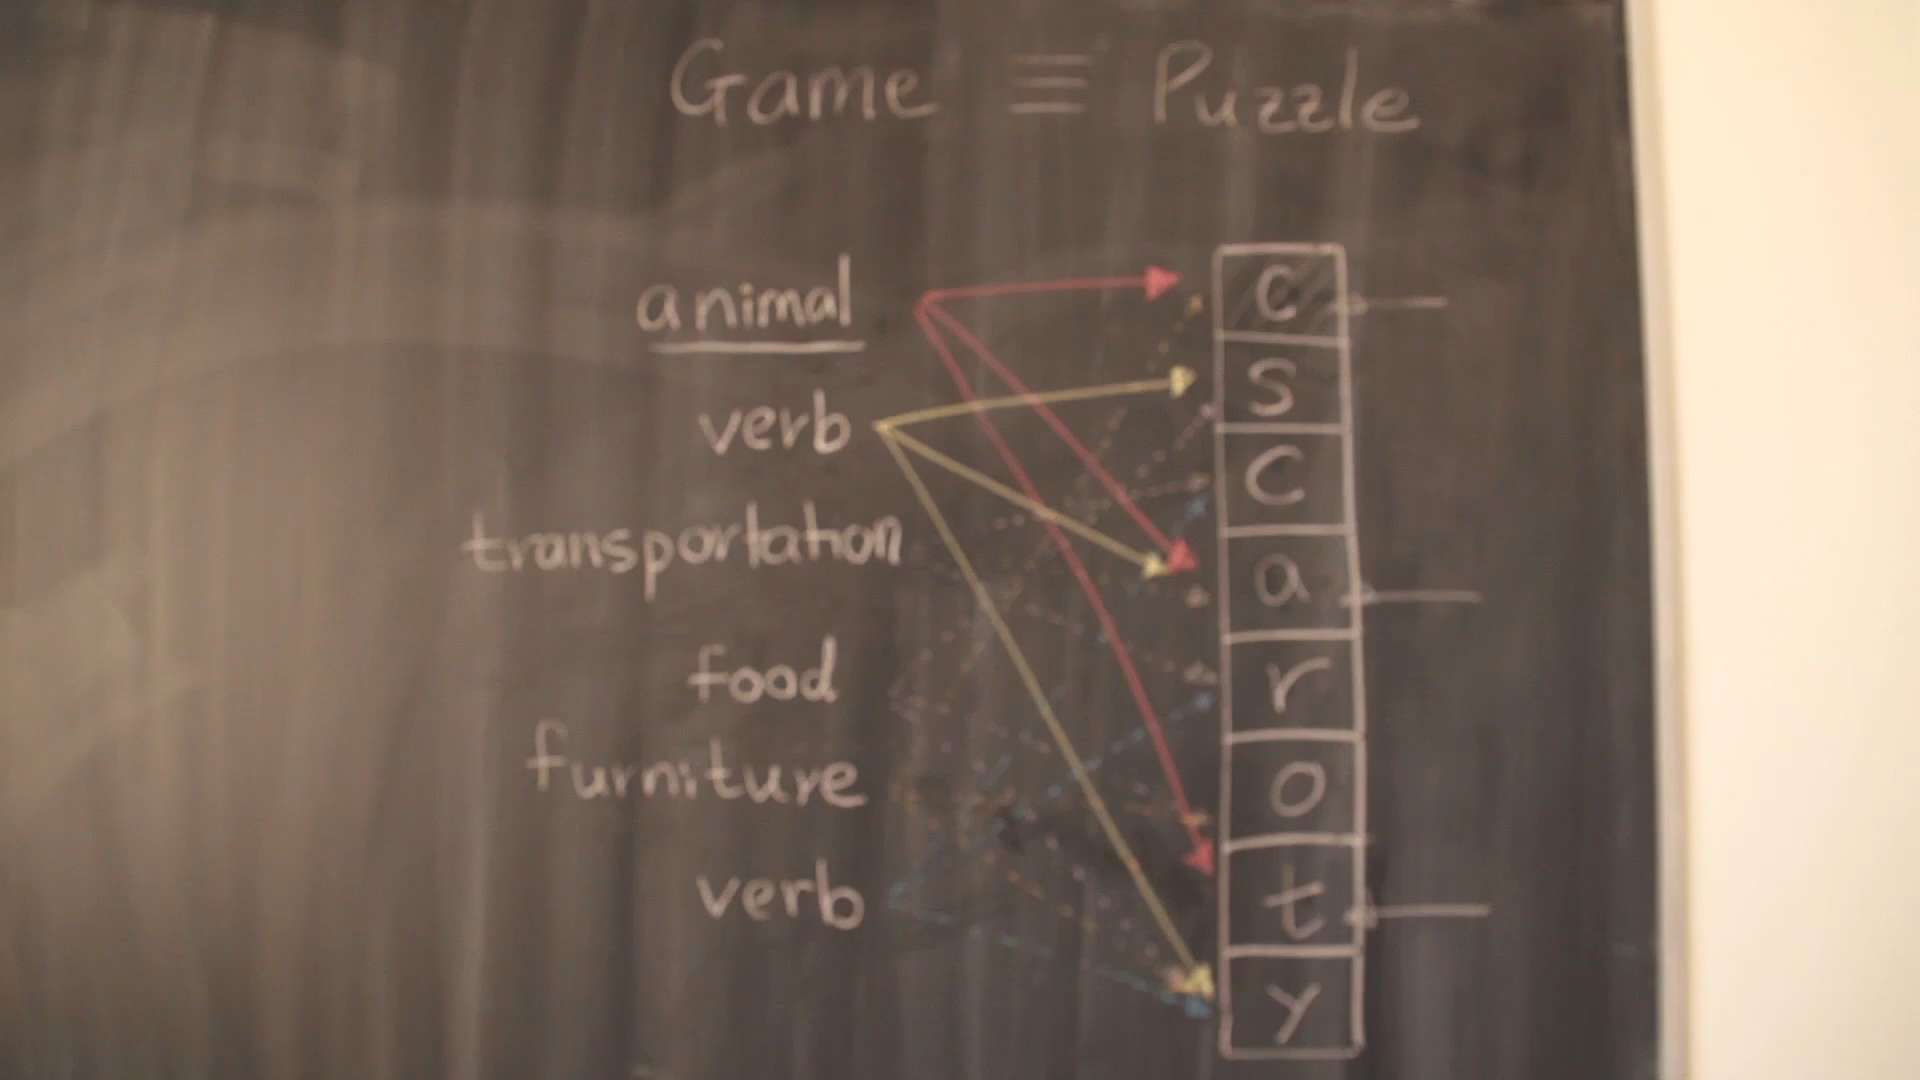 Game ≡ Puzzle
animal
verb
transportation
food
furniture
verb
c
s
c
a
r
o
t
y